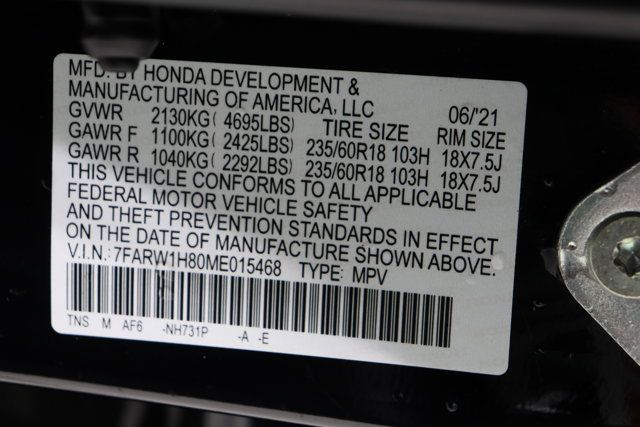 MFD. BY HONDA DEVELOPMENT &
MANUFACTURING OF AMERICA, LLC 06/'21
GVWR 2130KG( 4695LBS) TIRE SIZE RIM SIZE
GAWR F 1100KG( 2425LBS) 235/60R18 103H 18X7.5J
GAWR R 1040KG( 2292LBS) 235/60R18 103H 18X7.5J
THIS VEHICLE CONFORMS TO ALL APPLICABLE
FEDERAL MOTOR VEHICLE SAFETY
AND THEFT PREVENTION STANDARDS IN EFFECT
ON THE DATE OF MANUFACTURE SHOWN ABOVE.
V.I.N.: 7FARW1H80ME015468 TYPE: MPV
TNS M AF6 -NH731P -A -E